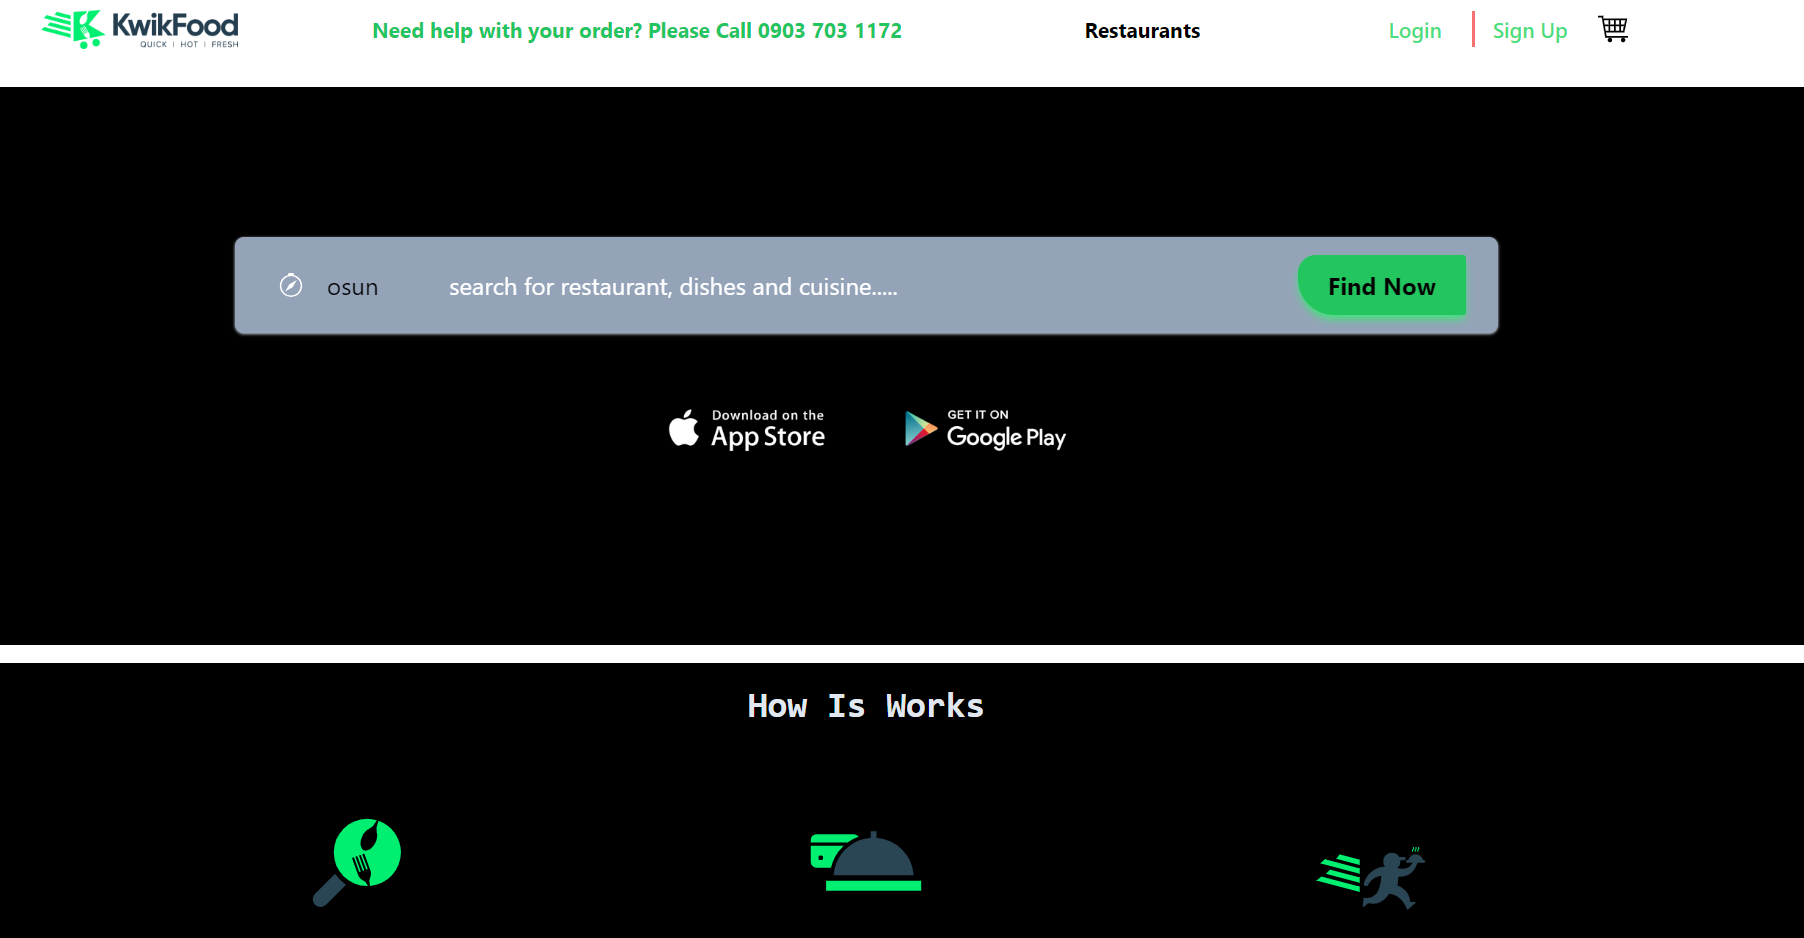 KwikFood
QUICK | HOT | FRESH
Need help with your order? Please Call 0903 703 1172
Restaurants
Login
Sign Up
osun
search for restaurant, dishes and cuisine.....
Find Now
Download on the
App Store
GET IT ON
Google Play
How Is Works